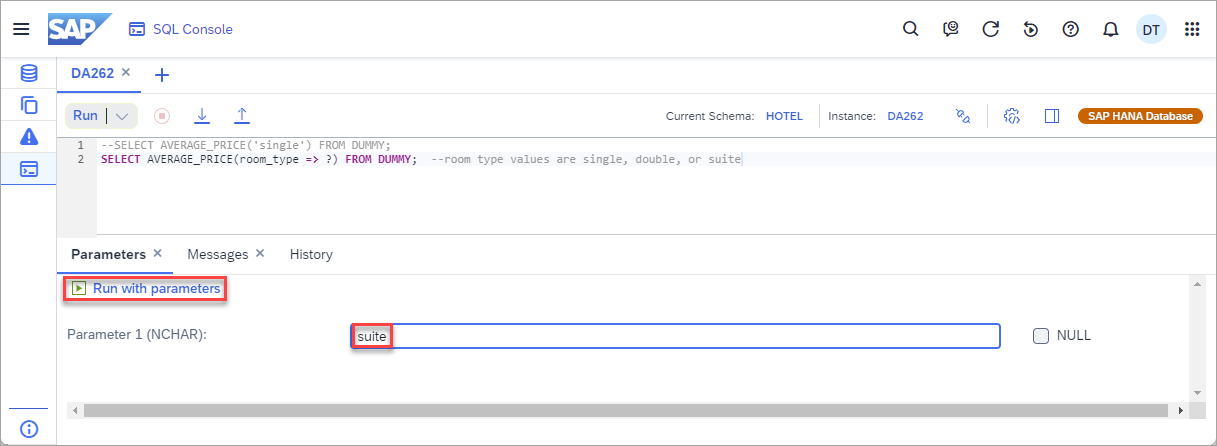 SAP SQL Console DT
DA262
Run Current Schema: HOTEL Instance: DA262 SAP HANA Database
1 --SELECT AVERAGE_PRICE('single') FROM DUMMY;
2 SELECT AVERAGE_PRICE(room_type => ?) FROM DUMMY;  --room type values are single, double, or suite
Parameters Messages History
Run with parameters
Parameter 1 (NCHAR): suite NULL